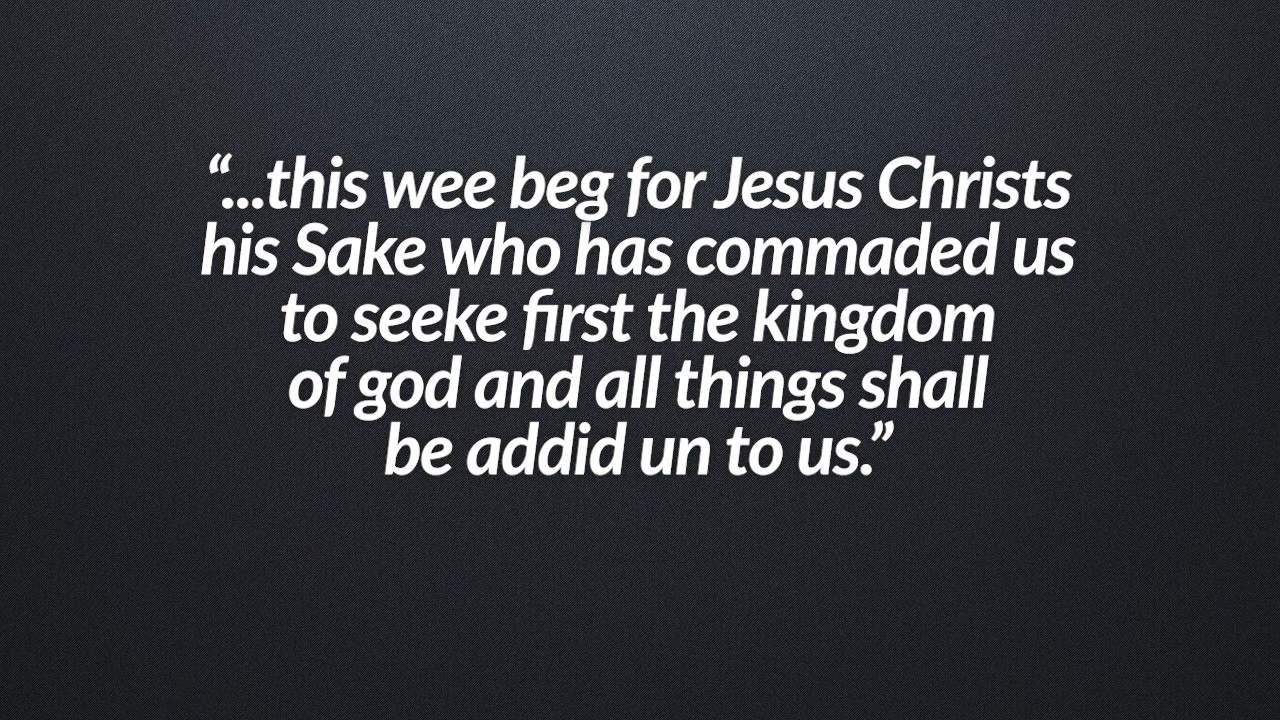 “...this wee beg for Jesus Christs
his Sake who has commaded us
to seeke first the kingdom
of god and all things shall
be addid un to us.”